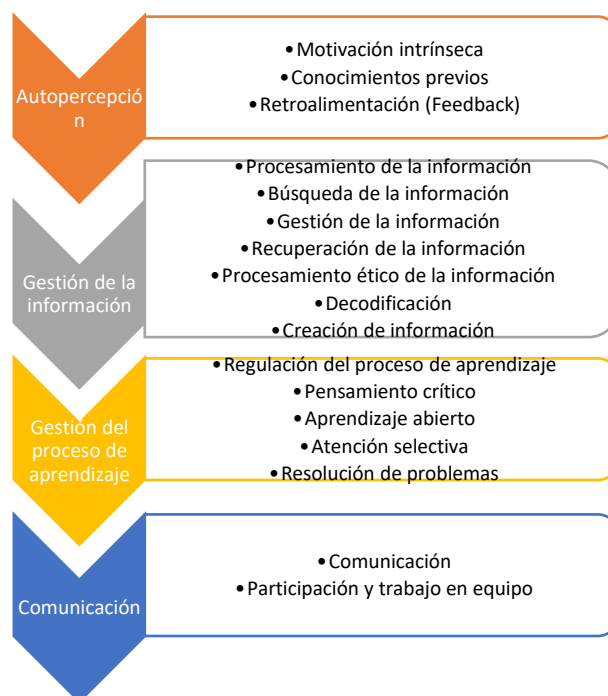 Autopercepció
n
• Motivación intrínseca
• Conocimientos previos
• Retroalimentación (Feedback)
Gestión de la
información
• Procesamiento de la información
• Búsqueda de la información
• Gestión de la información
• Recuperación de la información
• Procesamiento ético de la información
• Decodificación
• Creación de información
Gestión del
proceso de
aprendizaje
• Regulación del proceso de aprendizaje
• Pensamiento crítico
• Aprendizaje abierto
• Atención selectiva
• Resolución de problemas
Comunicación
• Comunicación
• Participación y trabajo en equipo